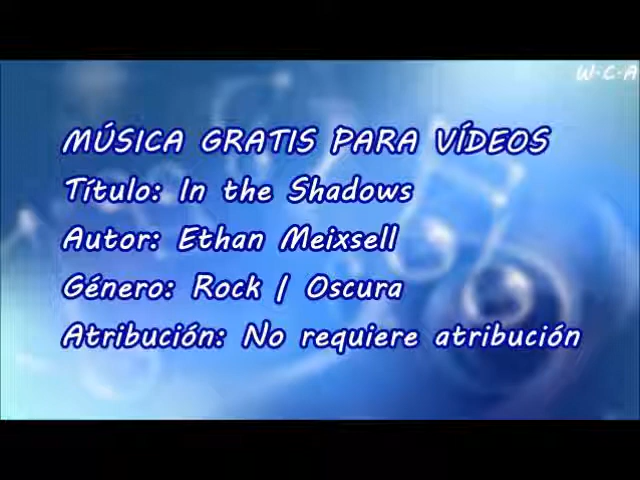 W-C-A
MÚSICA GRATIS PARA VÍDEOS
Título: In the Shadows
Autor: Ethan Meixsell
Género: Rock | Oscura
Atribución: No requiere atribución